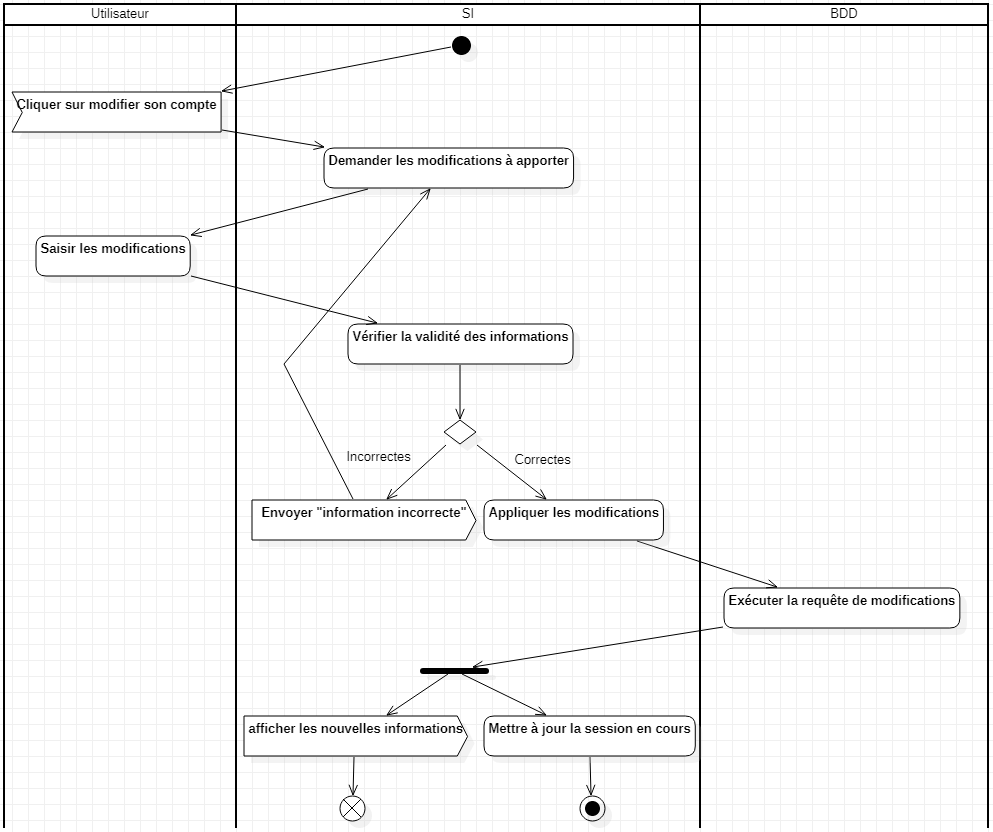 Utilisateur
SI
BDD
Cliquer sur modifier son compte
Demander les modifications à apporter
Saisir les modifications
Vérifier la validité des informations
Incorrectes
Correctes
Envoyer "information incorrecte"
Appliquer les modifications
Exécuter la requête de modifications
afficher les nouvelles informations
Mettre à jour la session en cours